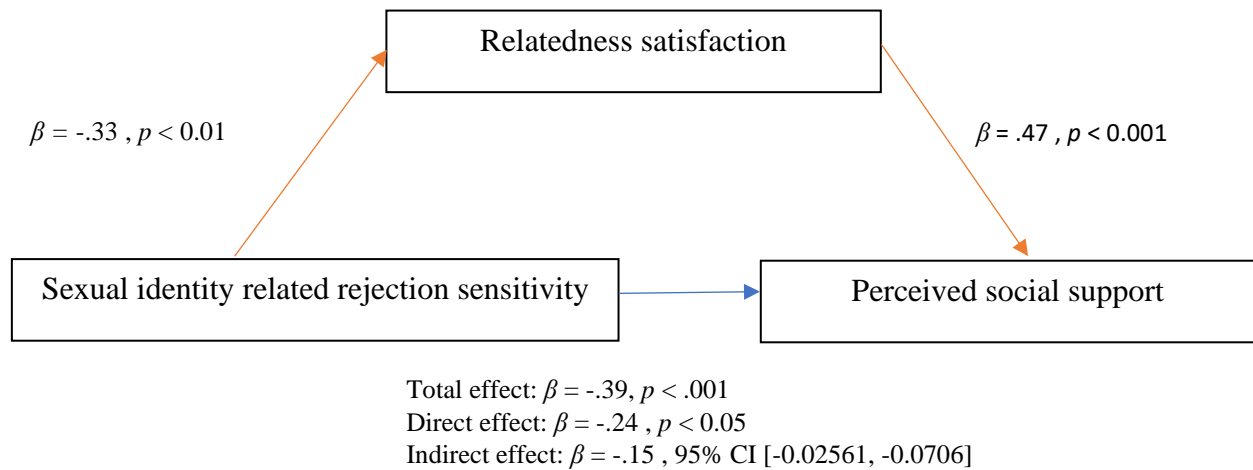 Relatedness satisfaction
β = -.33 , p < 0.01
β = .47 , p < 0.001
Sexual identity related rejection sensitivity
Perceived social support
Total effect: β = -.39, p < .001
Direct effect: β = -.24 , p < 0.05
Indirect effect: β = -.15 , 95% CI [-0.02561, -0.0706]